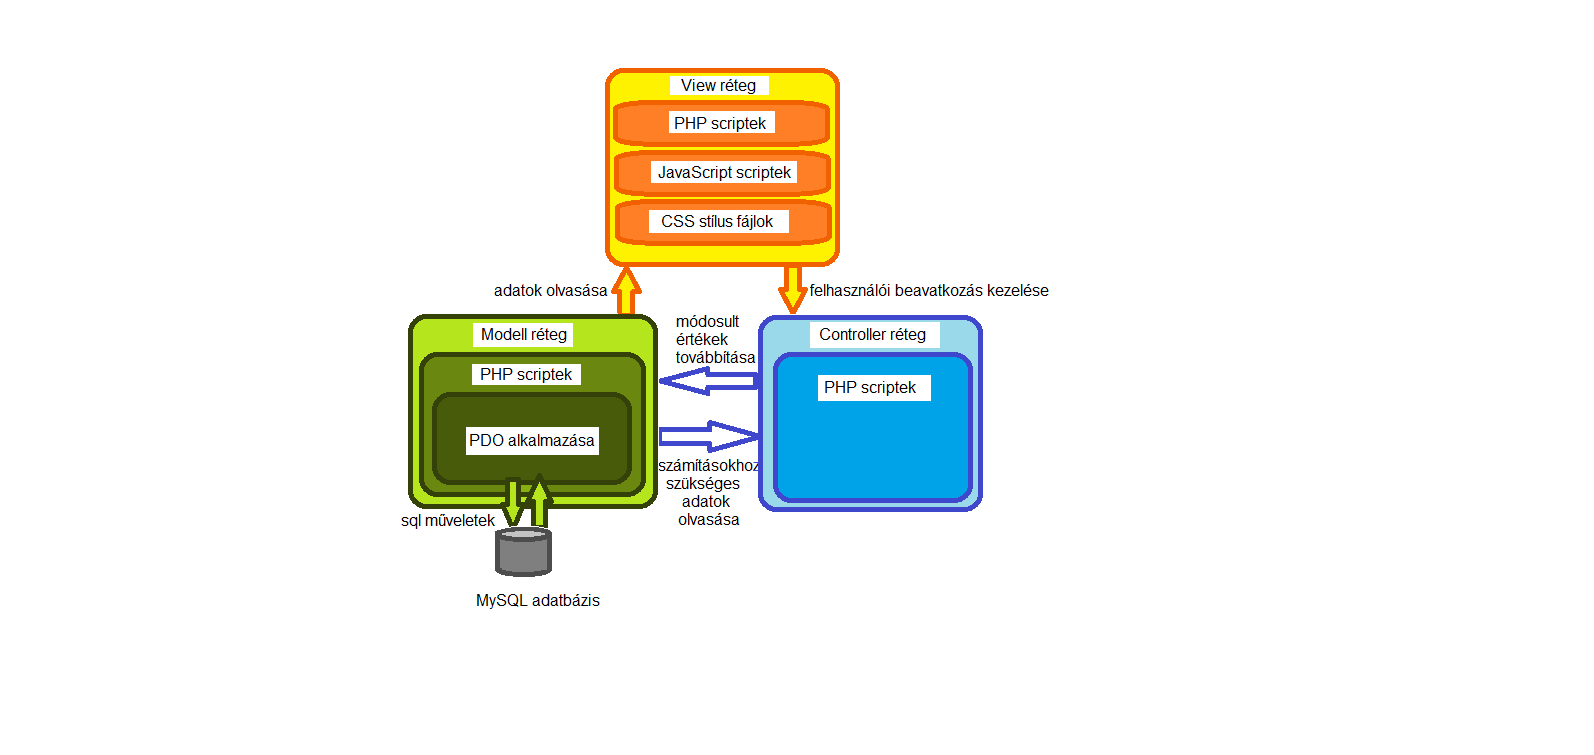 View réteg
PHP scriptek
JavaScript scriptek
CSS stílus fájlok
adatok olvasása
felhasználói beavatkozás kezelése
Modell réteg
PHP scriptek
PDO alkalmazása
módosult
értékek
továbbítása
Controller réteg
PHP scriptek
számításokhoz
szükséges
adatok
olvasása
sql műveletek
MySQL adatbázis